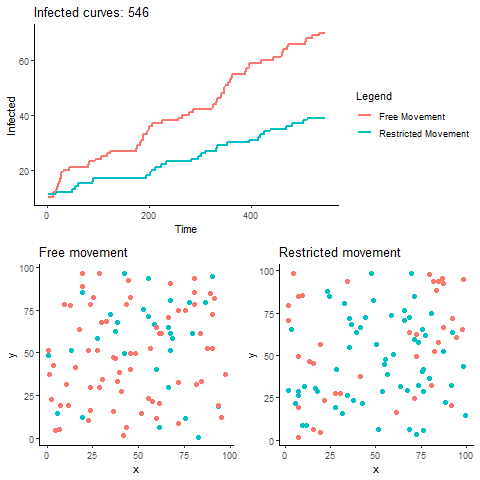 Infected curves: 546
Infected
60
40
20
0
200
400
Time
Legend
Free Movement
Restricted Movement
Free movement
y
100
75
50
25
0
0
25
50
75
100
x
Restricted movement
y
100
75
50
25
0
0
25
50
75
100
x